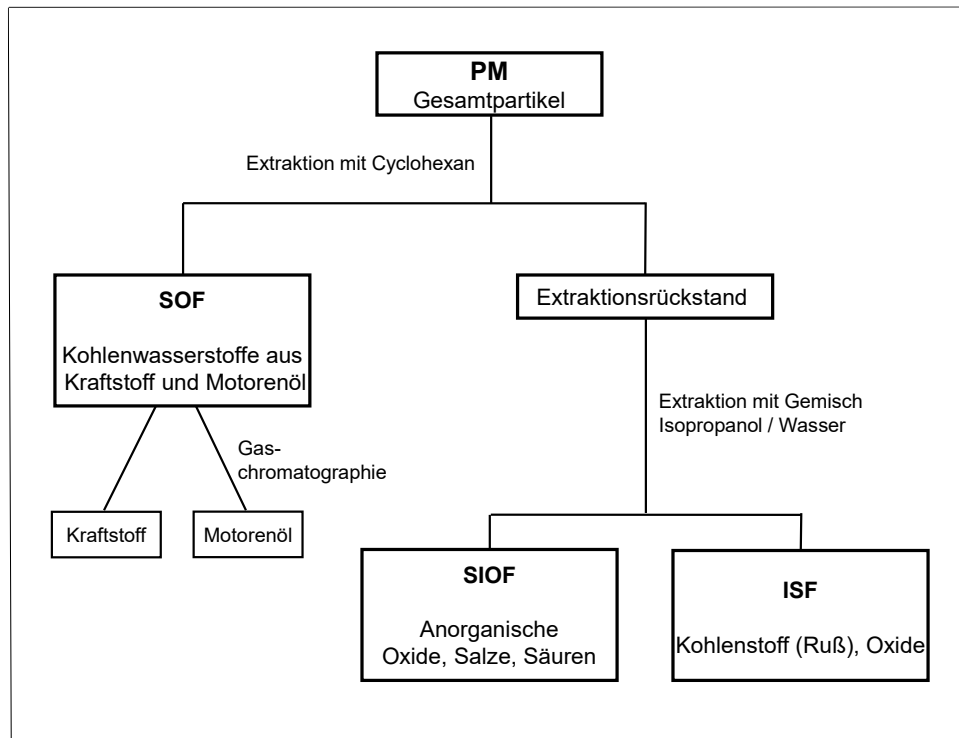 PM
Gesamtpartikel
Extraktion mit Cyclohexan
SOF
Kohlenwasserstoffe aus
Kraftstoff und Motorenöl
Extraktionsrückstand
Gas-
chromatographie
Extraktion mit Gemisch
Isopropanol / Wasser
Kraftstoff
Motorenöl
SIOF
Anorganische
Oxide, Salze, Säuren
ISF
Kohlenstoff (Ruß), Oxide